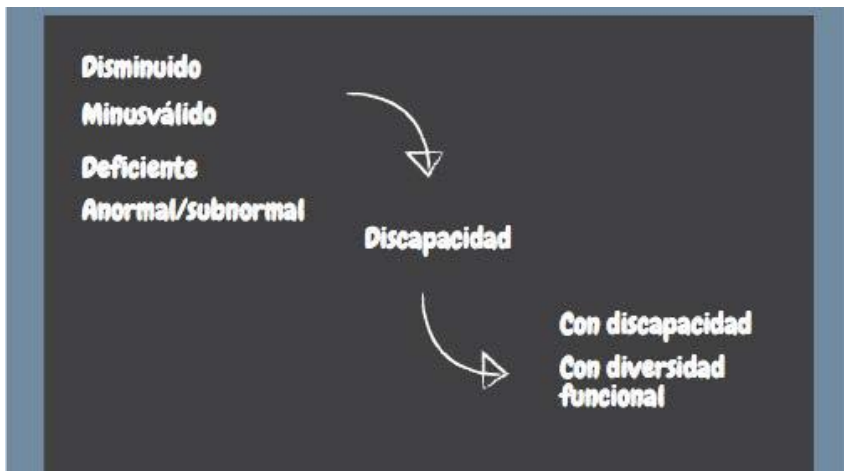 Disminuido
Minusválido
Deficiente
Anormal/subnormal
Discapacidad
Con discapacidad
Con diversidad
funcional